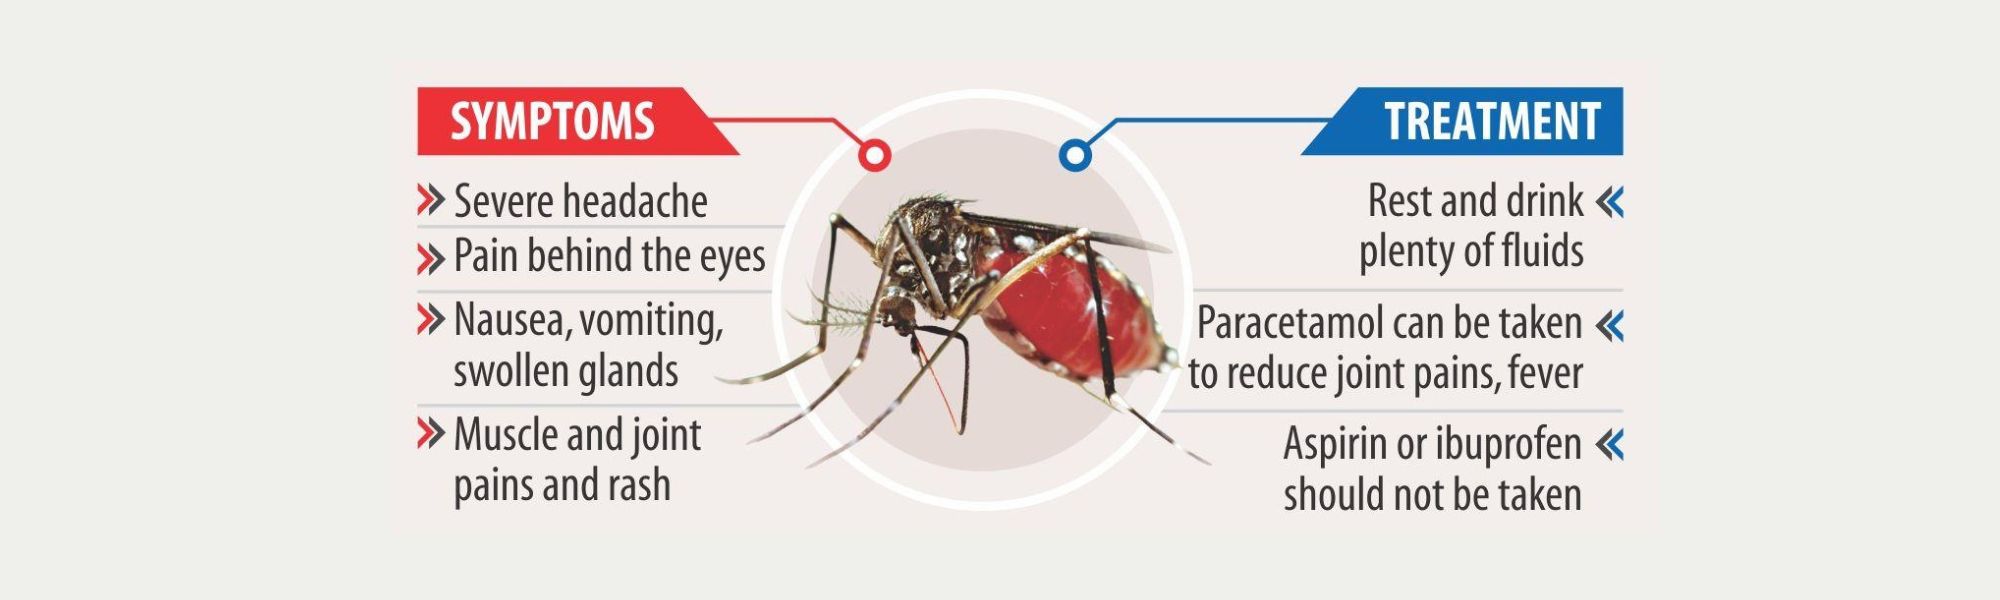 SYMPTOMS
Severe headache
Pain behind the eyes
Nausea, vomiting,
swollen glands
Muscle and joint
pains and rash
TREATMENT
Rest and drink
plenty of fluids
Paracetamol can be taken
to reduce joint pains, fever
Aspirin or ibuprofen
should not be taken